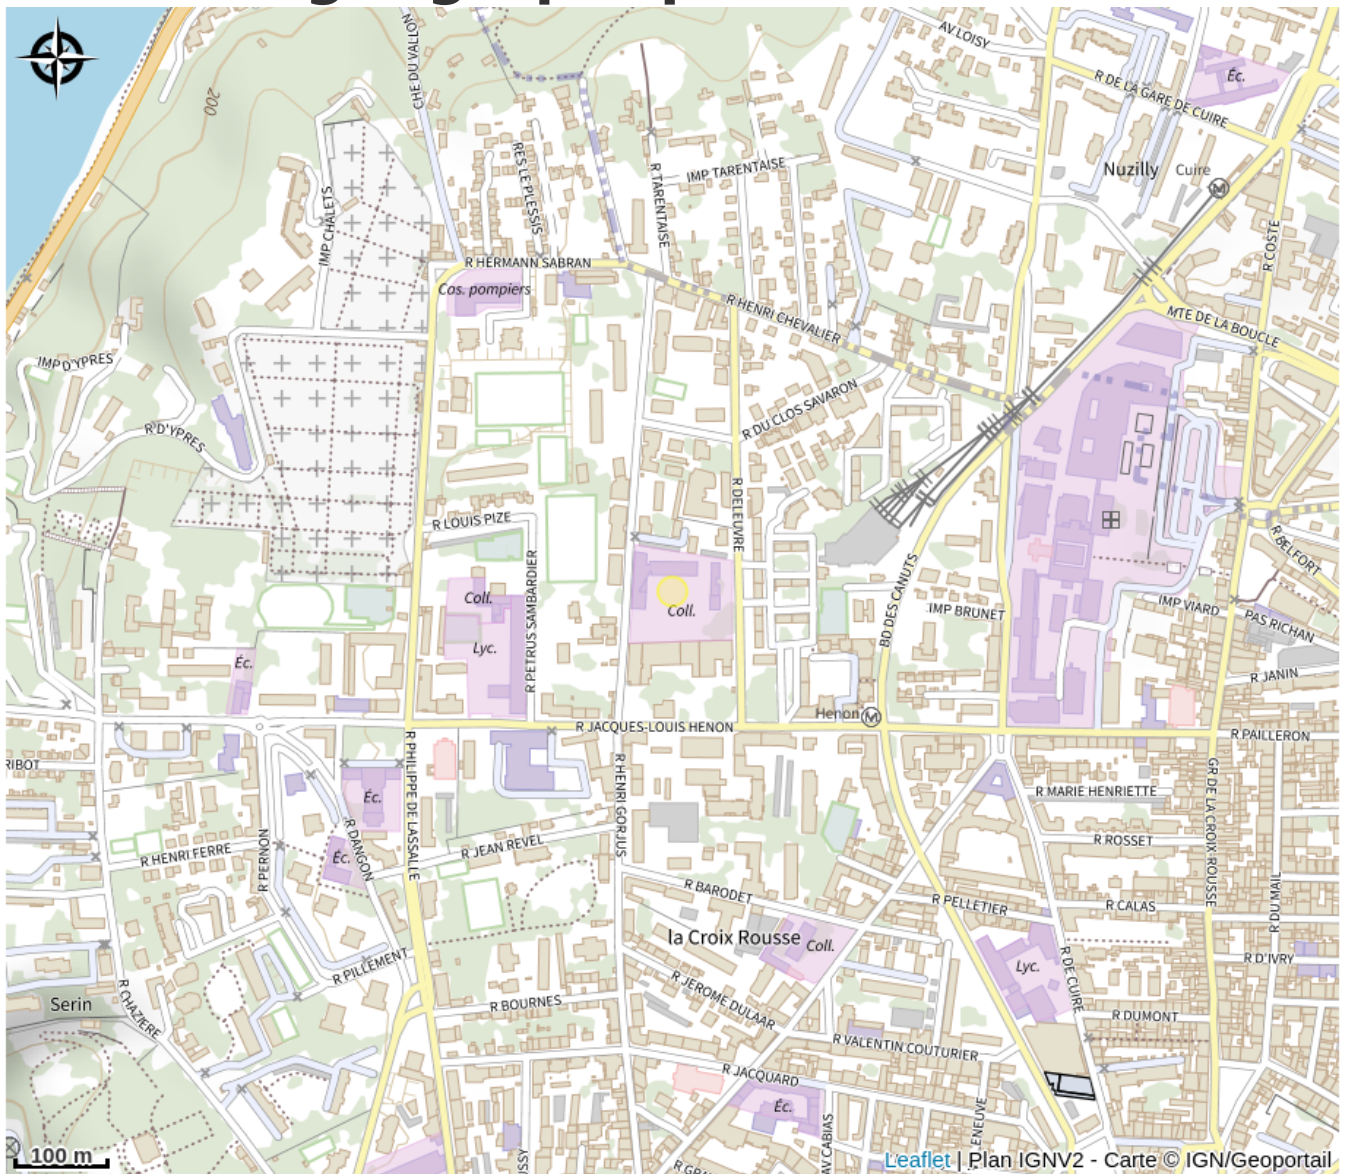 CHE DU VALLON
AV LOISY
Éc.
R DE LA GARE DE CUIRE
200
RES LE PLESSIS
R TARENTAISE
IMP TARENTAISE
Nuzilly
Cuire
M
IMP CHALETS
R COSTE
R HERMANN SABRAN
Cas. pompiers
R HENRI CHEVALIER
MTE DE LA BOUCLE
IMP D'YPRES
R DU CLOS SAVARON
R D'YPRES
R DELEUVRE
R LOUIS PIZE
R BELFORT
R PETRUS SAMBARDIER
BD DES CANUTS
Coll.
Coll.
IMP BRUNET
IMP VIARD
PAS RICHAN
Lyc.
Éc.
R JANIN
Henon
M
R JACQUES-LOUIS HENON
R PAILLERON
RIBOT
R PHILIPPE DE LASSALLE
R HENRI GORJUS
GR DE LA CROIX-ROUSSE
Éc.
R MARIE HENRIETTE
R DANGON
R JEAN REVEL
R ROSSET
R HENRI FERRE
R PERNON
Éc.
R BARODET
R PELLETIER
R CALAS
R DU MAIL
la Croix Rousse
Coll.
R PILLEMENT
Lyc.
R DE CUIRE
R D'IVRY
Serin
R CHAZIERE
R BOURNES
R JEROME DULAAR
R DUMONT
R VALENTIN COUTURIER
R JACQUARD
Éc.
AV CABIAS
ENEUVE
SSY
100 m
Leaflet | Plan IGNV2 - Carte © IGN/Geoportail